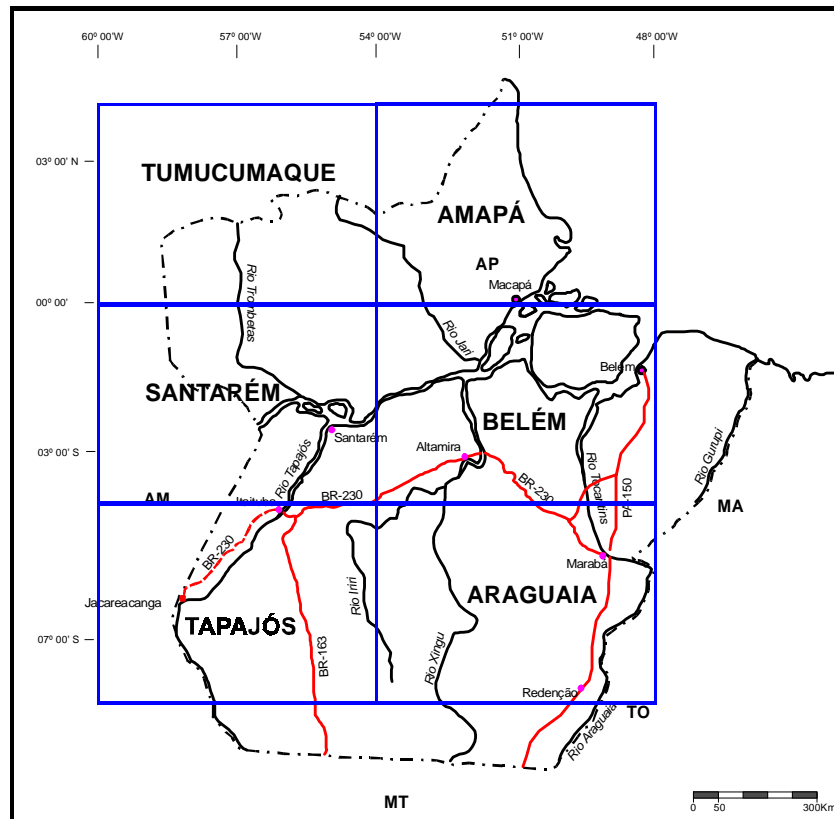 60º 00'W
57º 00'W
54º 00'W
51º 00'W
48º 00'W
03º 00' N
TUMUCUMAQUE
AMAPÁ
AP
Macapá
Rio Trombetas
00º 00'
Rio Jari
Belém
SANTARÉM
BELÉM
Santarém
Altamira
03º 00' S
Rio Tapajós
BR-230
BR-230
Rio Tocantins
PA-150
Rio Gurupi
AM
Itaituba
MA
BR-230
Marabá
Jacareacanga
Rio Iriri
ARAGUAIA
TAPAJÓS
07º 00' S
BR-163
Rio Xingu
Redenção
TO
Rio Araguaia
MT
0 50 300Km